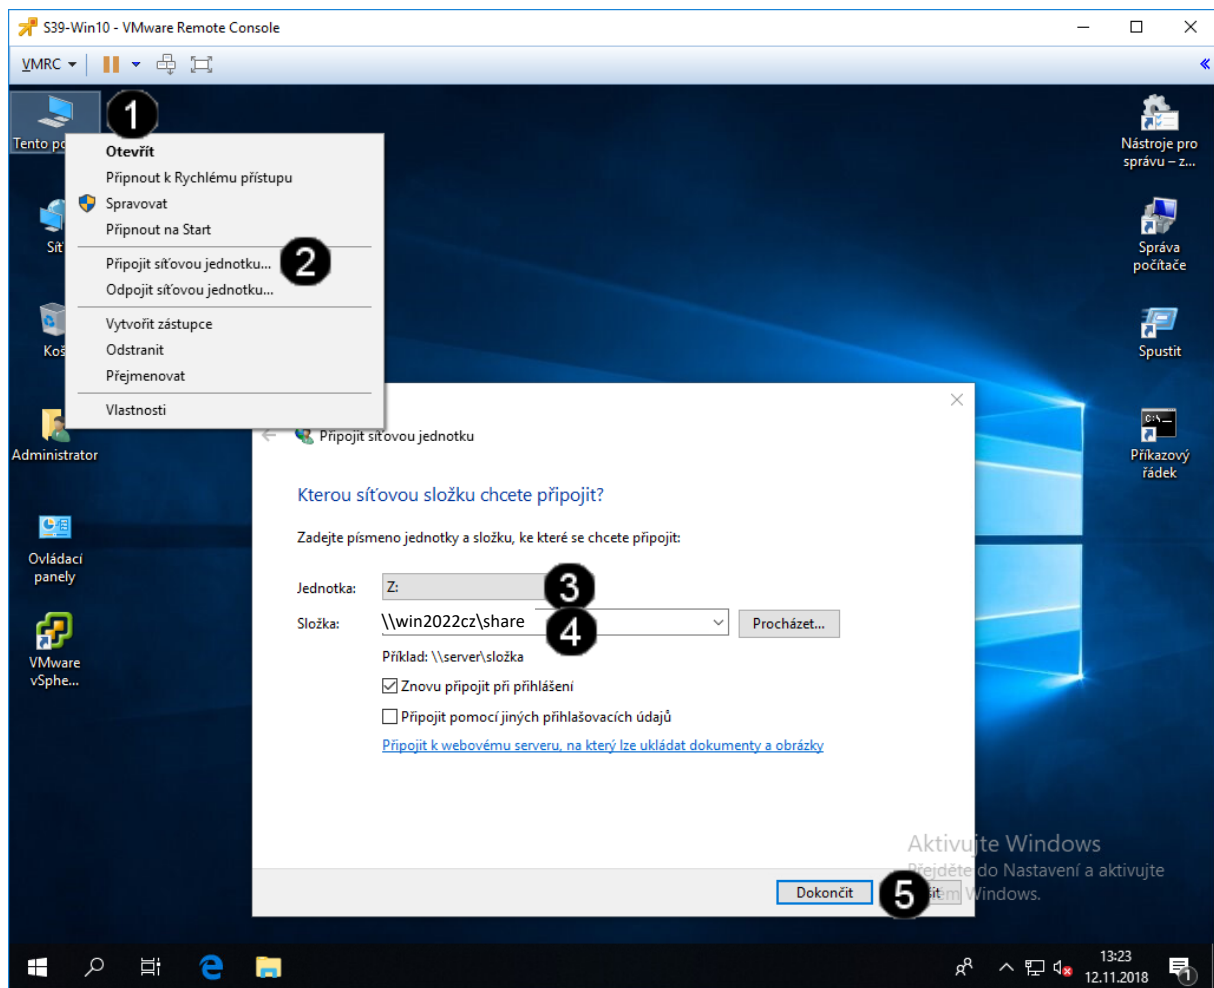 S39-Win10 - VMware Remote Console
VMRC
1
Tento po
Otevřít
Připnout k Rychlému přístupu
Spravovat
Připnout na Start
Připojit síťovou jednotku...
2
Odpojit síťovou jednotku...
Vytvořit zástupce
Odstranit
Přejmenovat
Vlastnosti
Síť
Koš
Administrator
Ovládací
panely
VMware
vSphe...
Nástroje pro
správu – z...
Správa
počítače
Spustit
C:\
Příkazový
řádek
Připojit síťovou jednotku
Kterou síťovou složku chcete připojit?
Zadejte písmeno jednotky a složku, ke které se chcete připojit:
Jednotka:
Z:
3
Složka:
\\win2022cz\share
4
Procházet...
Příklad: \\server\složka
Znovu připojit při přihlášení
Připojit pomocí jiných přihlašovacích údajů
Připojit k webovému serveru, na který lze ukládat dokumenty a obrázky
Dokončit
5
Aktivujte Windows
Přejděte do Nastavení a aktivujte
Windows.
13:23
12.11.2018
1